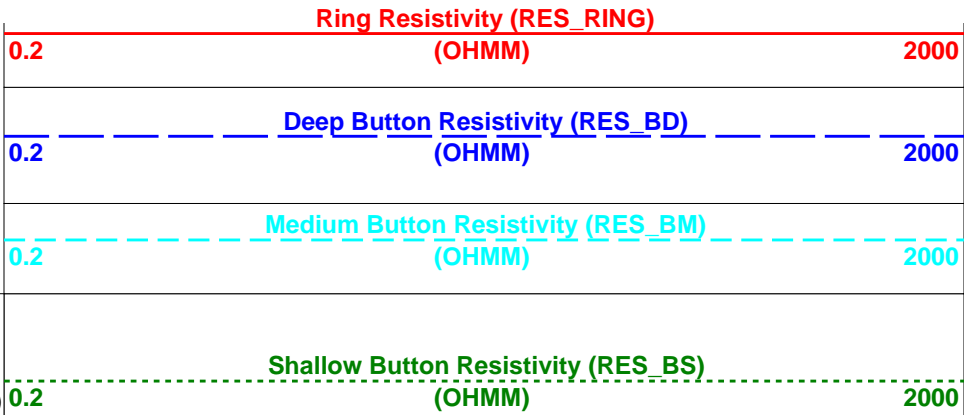 Ring Resistivity (RES_RING)
0.2 (OHMM) 2000
Deep Button Resistivity (RES_BD)
0.2 (OHMM) 2000
Medium Button Resistivity (RES_BM)
0.2 (OHMM) 2000
Shallow Button Resistivity (RES_BS)
0.2 (OHMM) 2000